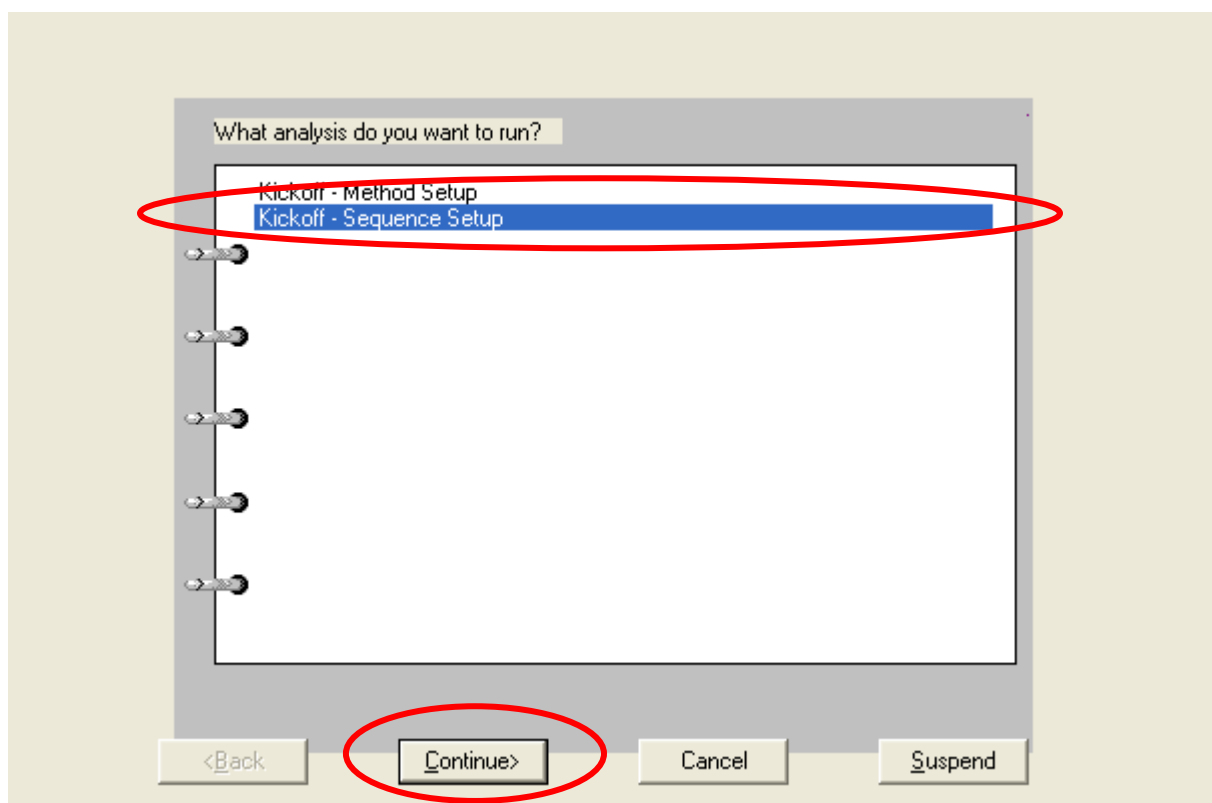 What analysis do you want to run?
Kickoff - Method Setup
Kickoff - Sequence Setup
<Back Continue> Cancel Suspend